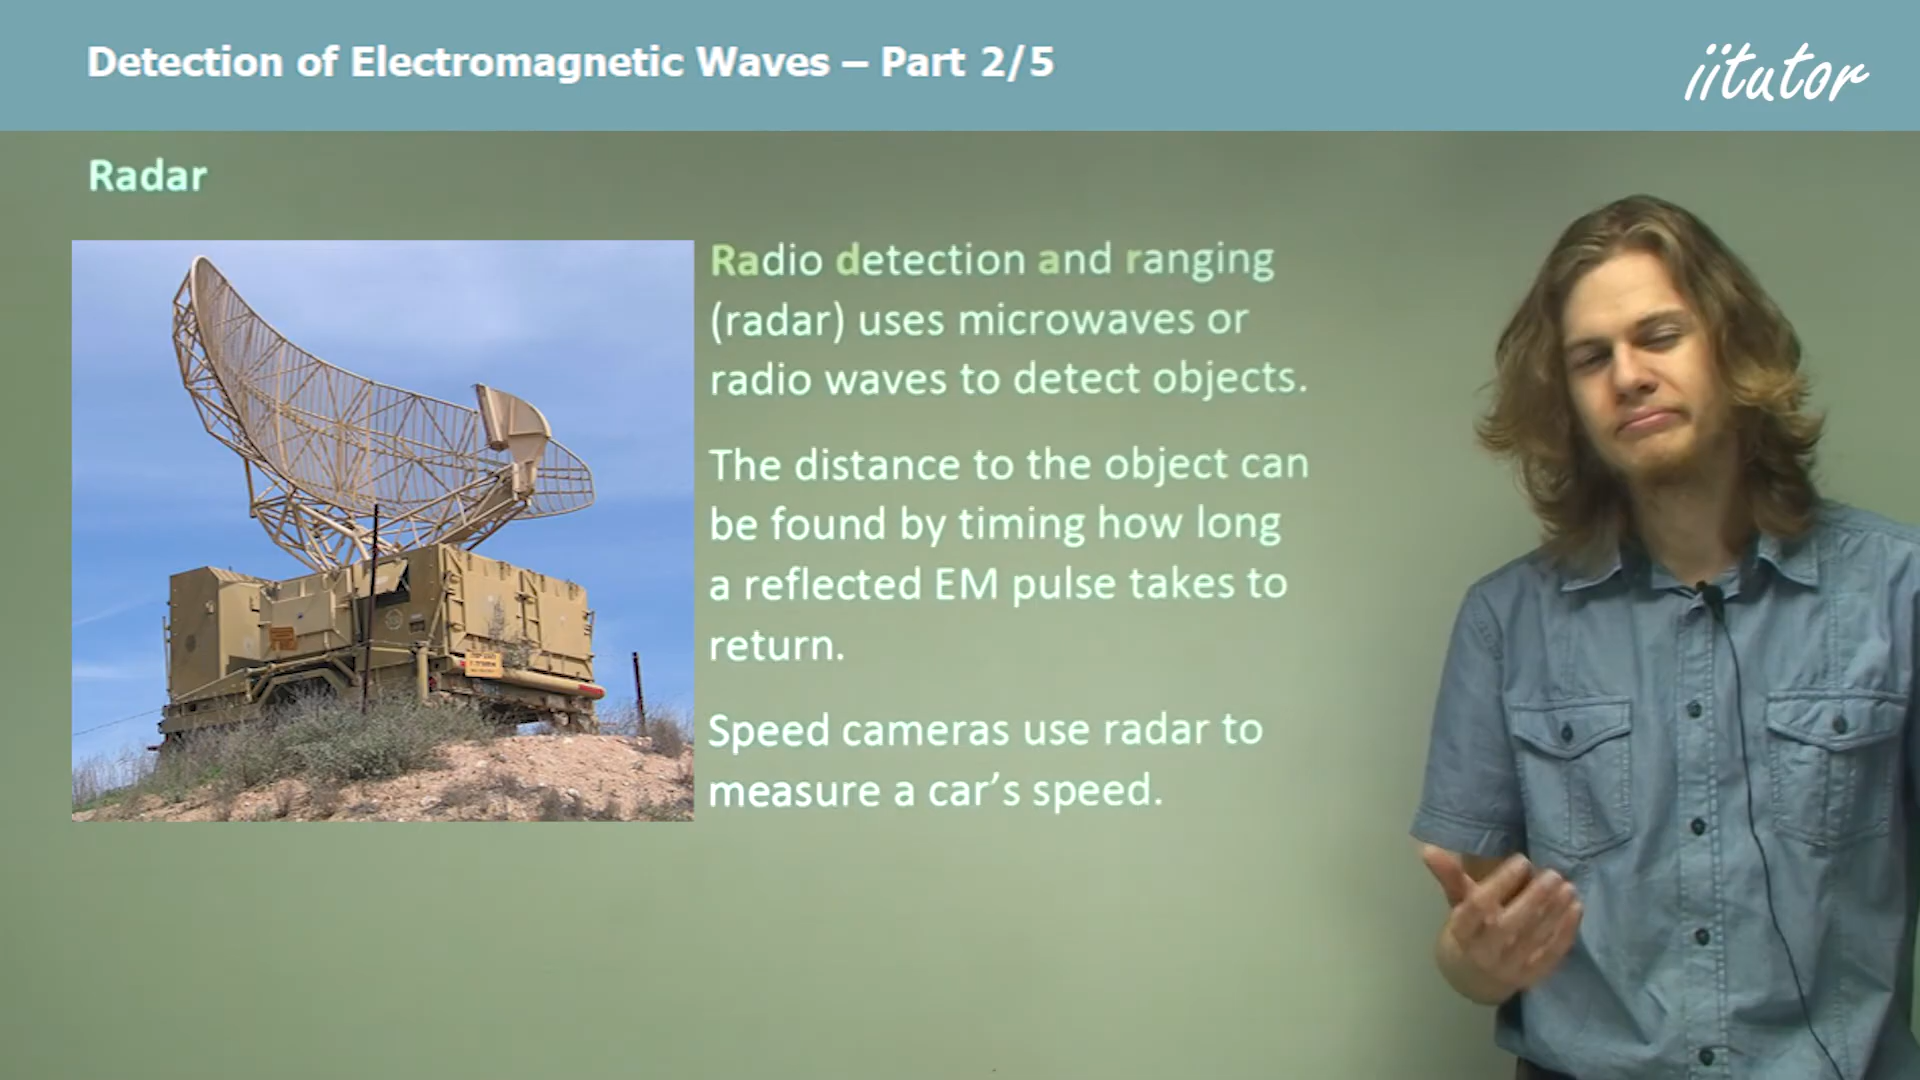 Detection of Electromagnetic Waves – Part 2/5
iitutor
Radar
Radio detection and ranging
(radar) uses microwaves or
radio waves to detect objects.
The distance to the object can
be found by timing how long
a reflected EM pulse takes to
return.
Speed cameras use radar to
measure a car’s speed.